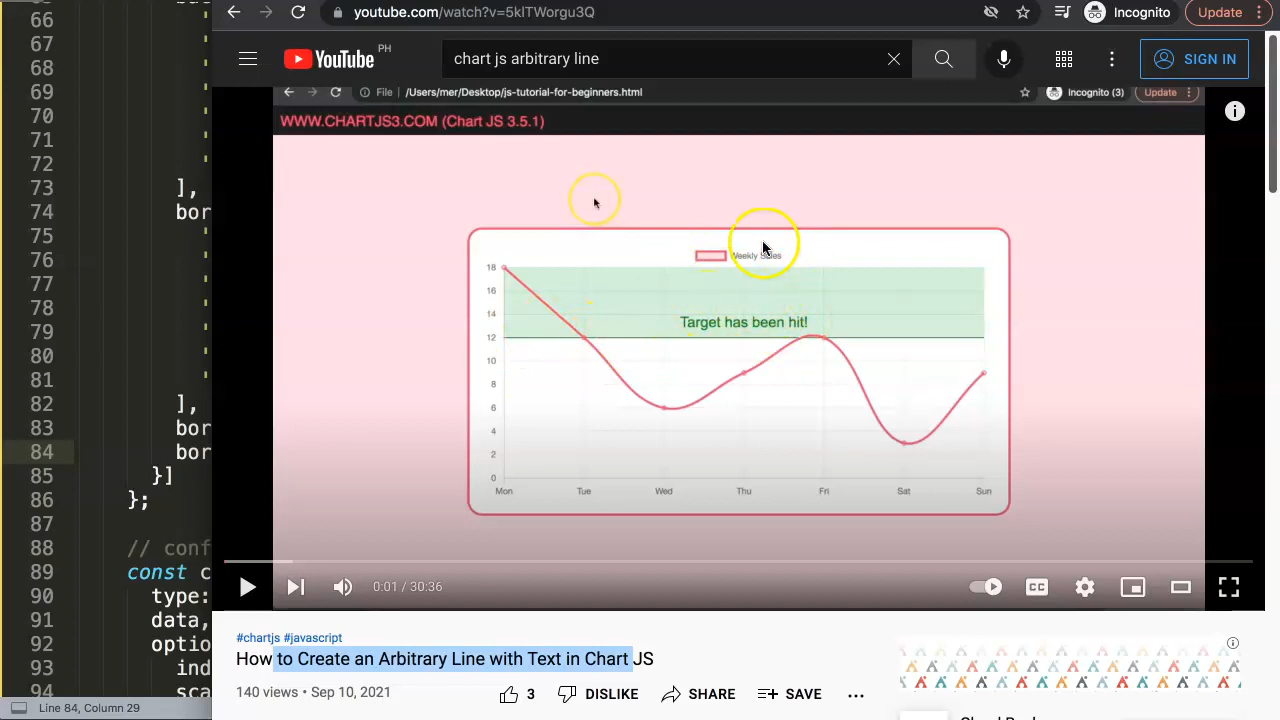 youtube.com/watch?v=5klTWorgu3Q
Incognito
Update
YouTube PH
chart js arbitrary line
SIGN IN
File | /Users/mer/Desktop/js-tutorial-for-beginners.html
Incognito (3)
Update
WWW.CHARTJS3.COM (Chart JS 3.5.1)
Weekly Sales
18
16
14
12
10
8
6
4
2
0
Target has been hit!
Mon Tue Wed Thu Fri Sat Sun
0:01 / 30:36
CC
#chartjs #javascript
How to Create an Arbitrary Line with Text in Chart JS
140 views • Sep 10, 2021
3
DISLIKE
SHARE
SAVE
66
67 '
68 '
69 '
70 '
71 '
72 '
73 ],
74 bor
75 '
76 '
77 '
78 '
79 '
80 '
81 '
82 ],
83 bor
84 bor
85 }]
86 };
87
88 // conf
89 const c
90 type:
91 data,
92 optio
93 ind
94 sca
Line 84, Column 29